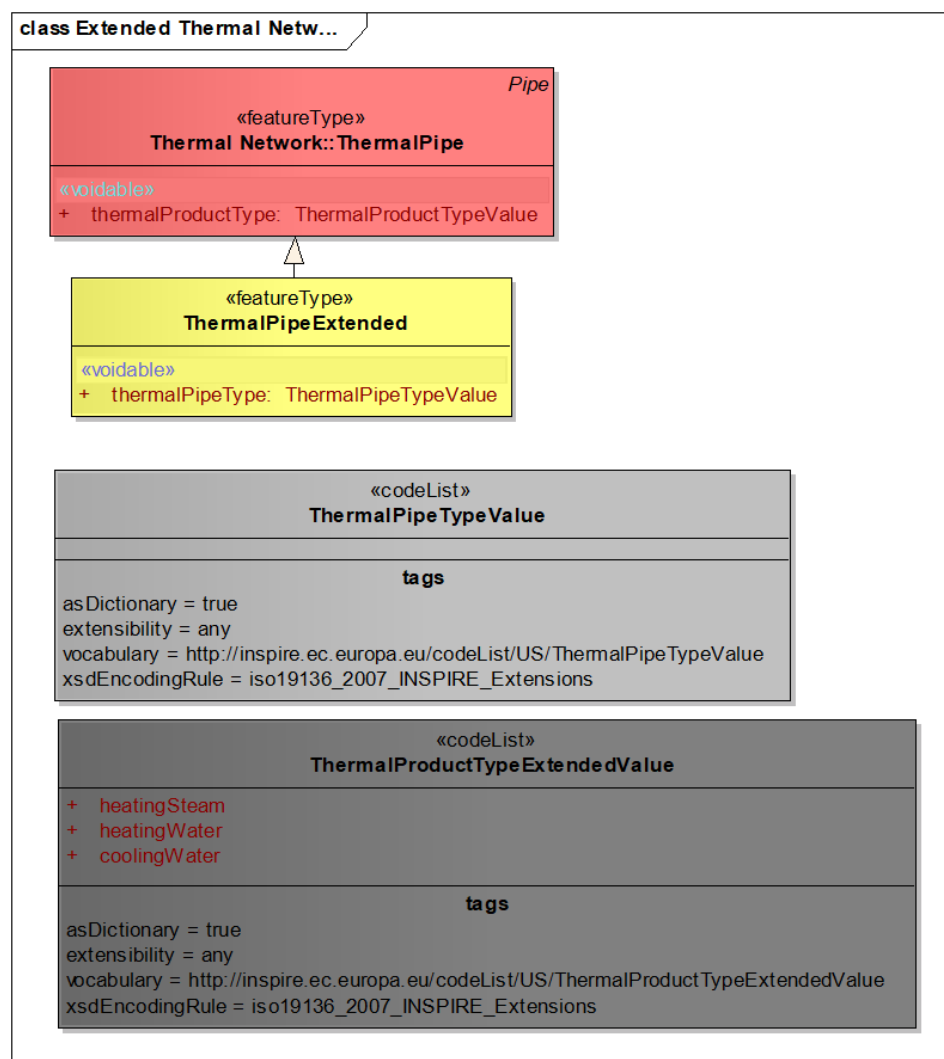 class Extended Thermal Netw...
Pipe
«featureType»
Thermal Network::ThermalPipe
«voidable»
+ thermalProductType: ThermalProductTypeValue
«featureType»
ThermalPipeExtended
«voidable»
+ thermalPipeType: ThermalPipeTypeValue
«codeList»
ThermalPipeTypeValue
tags
asDictionary = true
extensibility = any
vocabulary = http://inspire.ec.europa.eu/codeList/US/ThermalPipeTypeValue
xsdEncodingRule = iso19136_2007_INSPIRE_Extensions
«codeList»
ThermalProductTypeExtendedValue
+ heatingSteam
+ heatingWater
+ coolingWater
tags
asDictionary = true
extensibility = any
vocabulary = http://inspire.ec.europa.eu/codeList/US/ThermalProductTypeExtendedValue
xsdEncodingRule = iso19136_2007_INSPIRE_Extensions